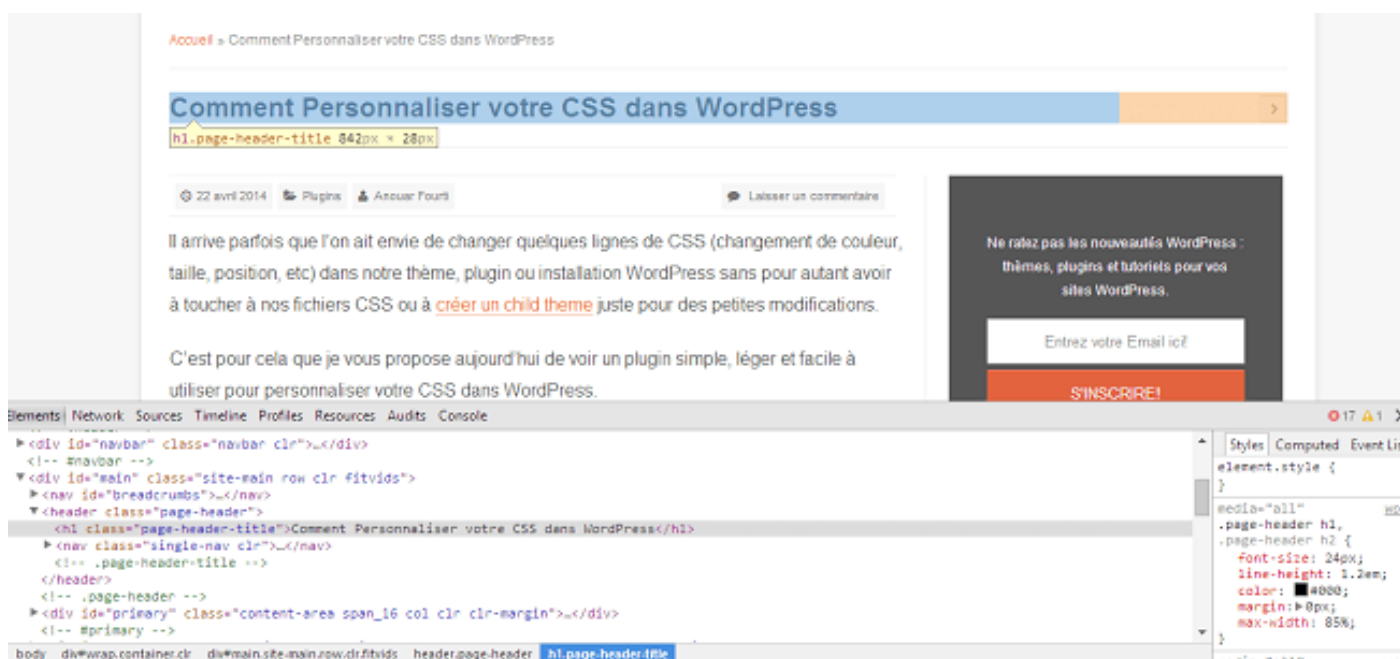 Accueil » Comment Personnaliser votre CSS dans WordPress
Comment Personnaliser votre CSS dans WordPress
h1.page-header-title 842px × 28px
22 avril 2014 Plugins Anouar Fourti Laisser un commentaire
Il arrive parfois que l'on ait envie de changer quelques lignes de CSS (changement de couleur,
taille, position, etc) dans notre thème, plugin ou installation WordPress sans pour autant avoir
à toucher à nos fichiers CSS ou à créer un child theme juste pour des petites modifications.
C'est pour cela que je vous propose aujourd'hui de voir un plugin simple, léger et facile à
utiliser pour personnaliser votre CSS dans WordPress.
Ne ratez pas les nouveautés WordPress :
thèmes, plugins et tutoriels pour vos
sites WordPress.
Entrez votre Email ici!
S'INSCRIRE!
Elements Network Sources Timeline Profiles Resources Audits Console 17 1
<div id="navbar" class="navbar clr">…</div>
<!-- #navbar -->
<div id="main" class="site-main row clr fitvids">
<nav id="breadcrumbs">…</nav>
<header class="page-header">
<h1 class="page-header-title">Comment Personnaliser votre CSS dans WordPress</h1>
<nav class="single-nav clr">…</nav>
<!-- .page-header-title -->
</header>
<!-- .page-header -->
<div id="primary" class="content-area span_16 col clr clr-margin">…</div>
<!-- #primary -->
body div#wrap.container.clr div#main.site-main.row.clr.fitvids header.page-header h1.page-header-title
Styles Computed Event Li
element.style {
}
media="all"
.page-header h1,
.page-header h2 {
font-size: 24px;
line-height: 1.2em;
color: #000;
margin: 0px;
max-width: 85%;
}